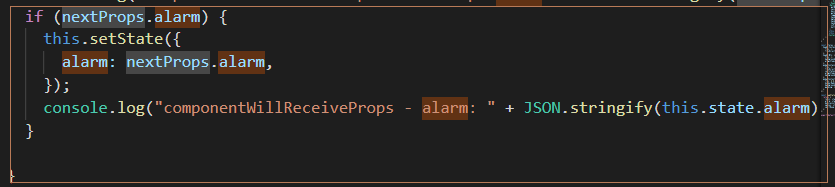 if (nextProps.alarm) {
this.setState({
alarm: nextProps.alarm,
});
console.log("componentWillReceiveProps - alarm: " + JSON.stringify(this.state.alarm)
}
}